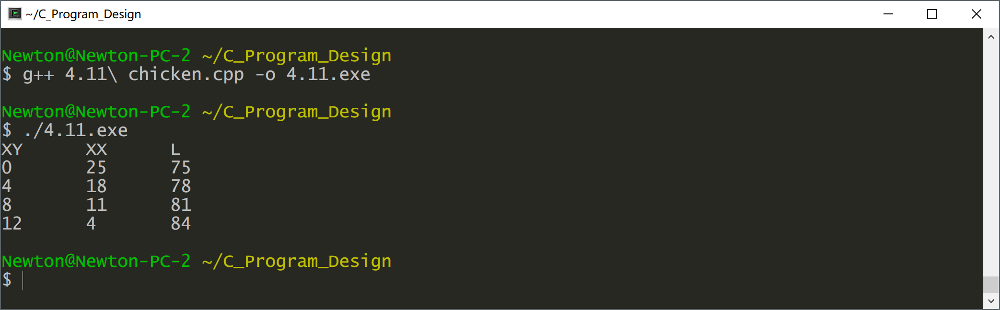 ~/C_Program_Design
Newton@Newton-PC-2 ~/C_Program_Design
$ g++ 4.11\ chicken.cpp -o 4.11.exe
Newton@Newton-PC-2 ~/C_Program_Design
$ ./4.11.exe
XY XX L
0 25 75
4 18 78
8 11 81
12 4 84
Newton@Newton-PC-2 ~/C_Program_Design
$